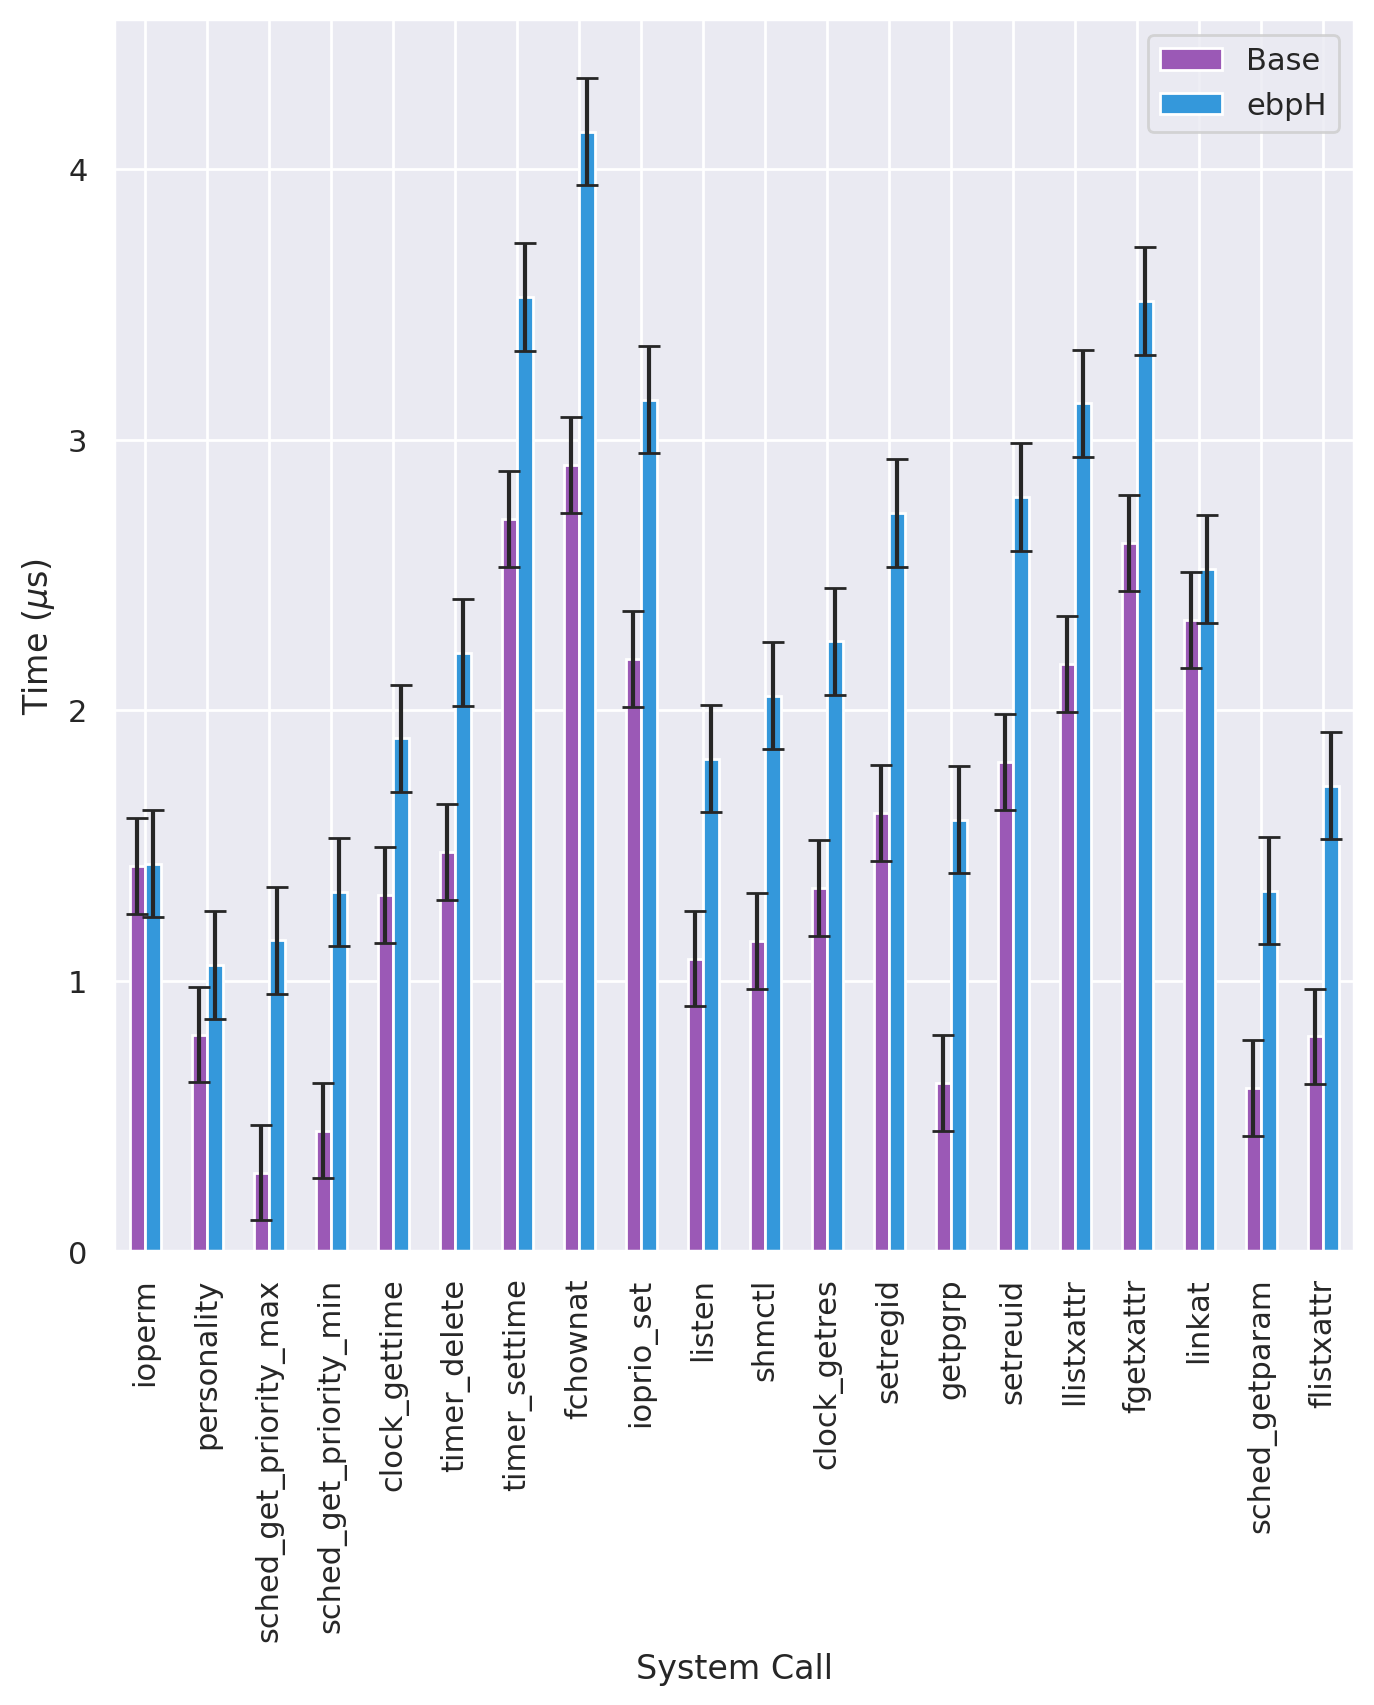 Base
ebpH
4
3
2
1
0
Time (μs)
ioperm
personality
sched_get_priority_max
sched_get_priority_min
clock_gettime
timer_delete
timer_settime
fchownat
ioprio_set
listen
shmctl
clock_getres
setregid
getpgrp
setreuid
llistxattr
fgetxattr
linkat
sched_getparam
flistxattr
System Call